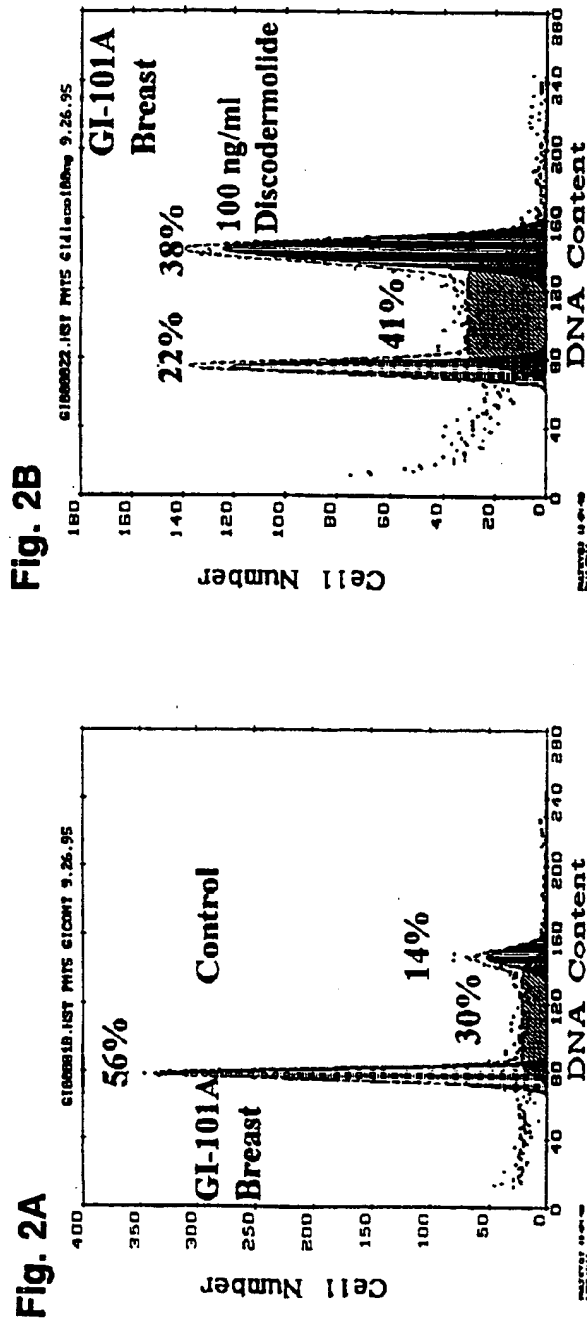 Fig. 2A
GICONT 9.26.95
Cell Number
400
350
300
250
200
150
100
50
0
56%
GI-101A
Breast
Control
14%
30%
0 40 80 120 160 200 240 280
DNA Content
Fig. 2B
9.26.95
Cell Number
180
160
140
120
100
80
60
40
20
0
GI-101A
Breast
22%
38%
100 ng/ml
Discodermolide
41%
0 40 80 120 160 200 240 280
DNA Content